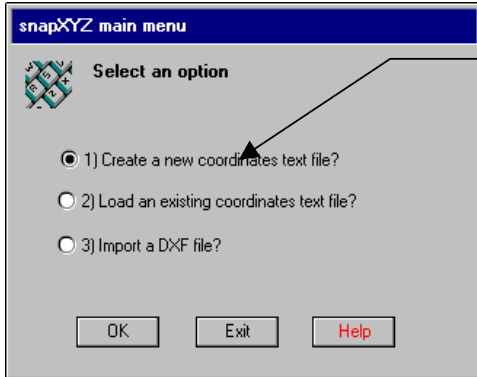 snapXYZ main menu
Select an option
1) Create a new coordinates text file?
2) Load an existing coordinates text file?
3) Import a DXF file?
OK Exit Help